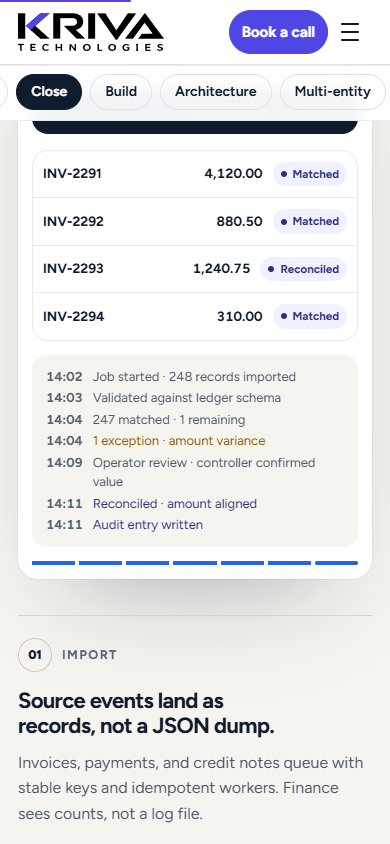 KRIVA
TECHNOLOGIES
Book a call
Close
Build
Architecture
Multi-entity
INV-2291 4,120.00 Matched
INV-2292 880.50 Matched
INV-2293 1,240.75 Reconciled
INV-2294 310.00 Matched
14:02 Job started · 248 records imported
14:03 Validated against ledger schema
14:04 247 matched · 1 remaining
14:04 1 exception · amount variance
14:09 Operator review · controller confirmed
value
14:11 Reconciled · amount aligned
14:11 Audit entry written
01 IMPORT
Source events land as
records, not a JSON dump.
Invoices, payments, and credit notes queue with
stable keys and idempotent workers. Finance
sees counts, not a log file.